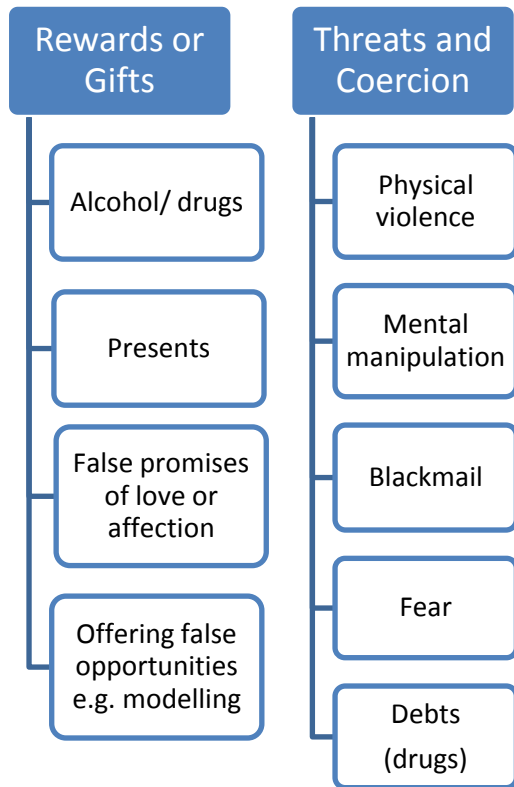 Rewards or
Gifts
Alcohol/ drugs
Presents
False promises
of love or
affection
Offering false
opportunities
e.g. modelling
Threats and
Coercion
Physical
violence
Mental
manipulation
Blackmail
Fear
Debts
(drugs)